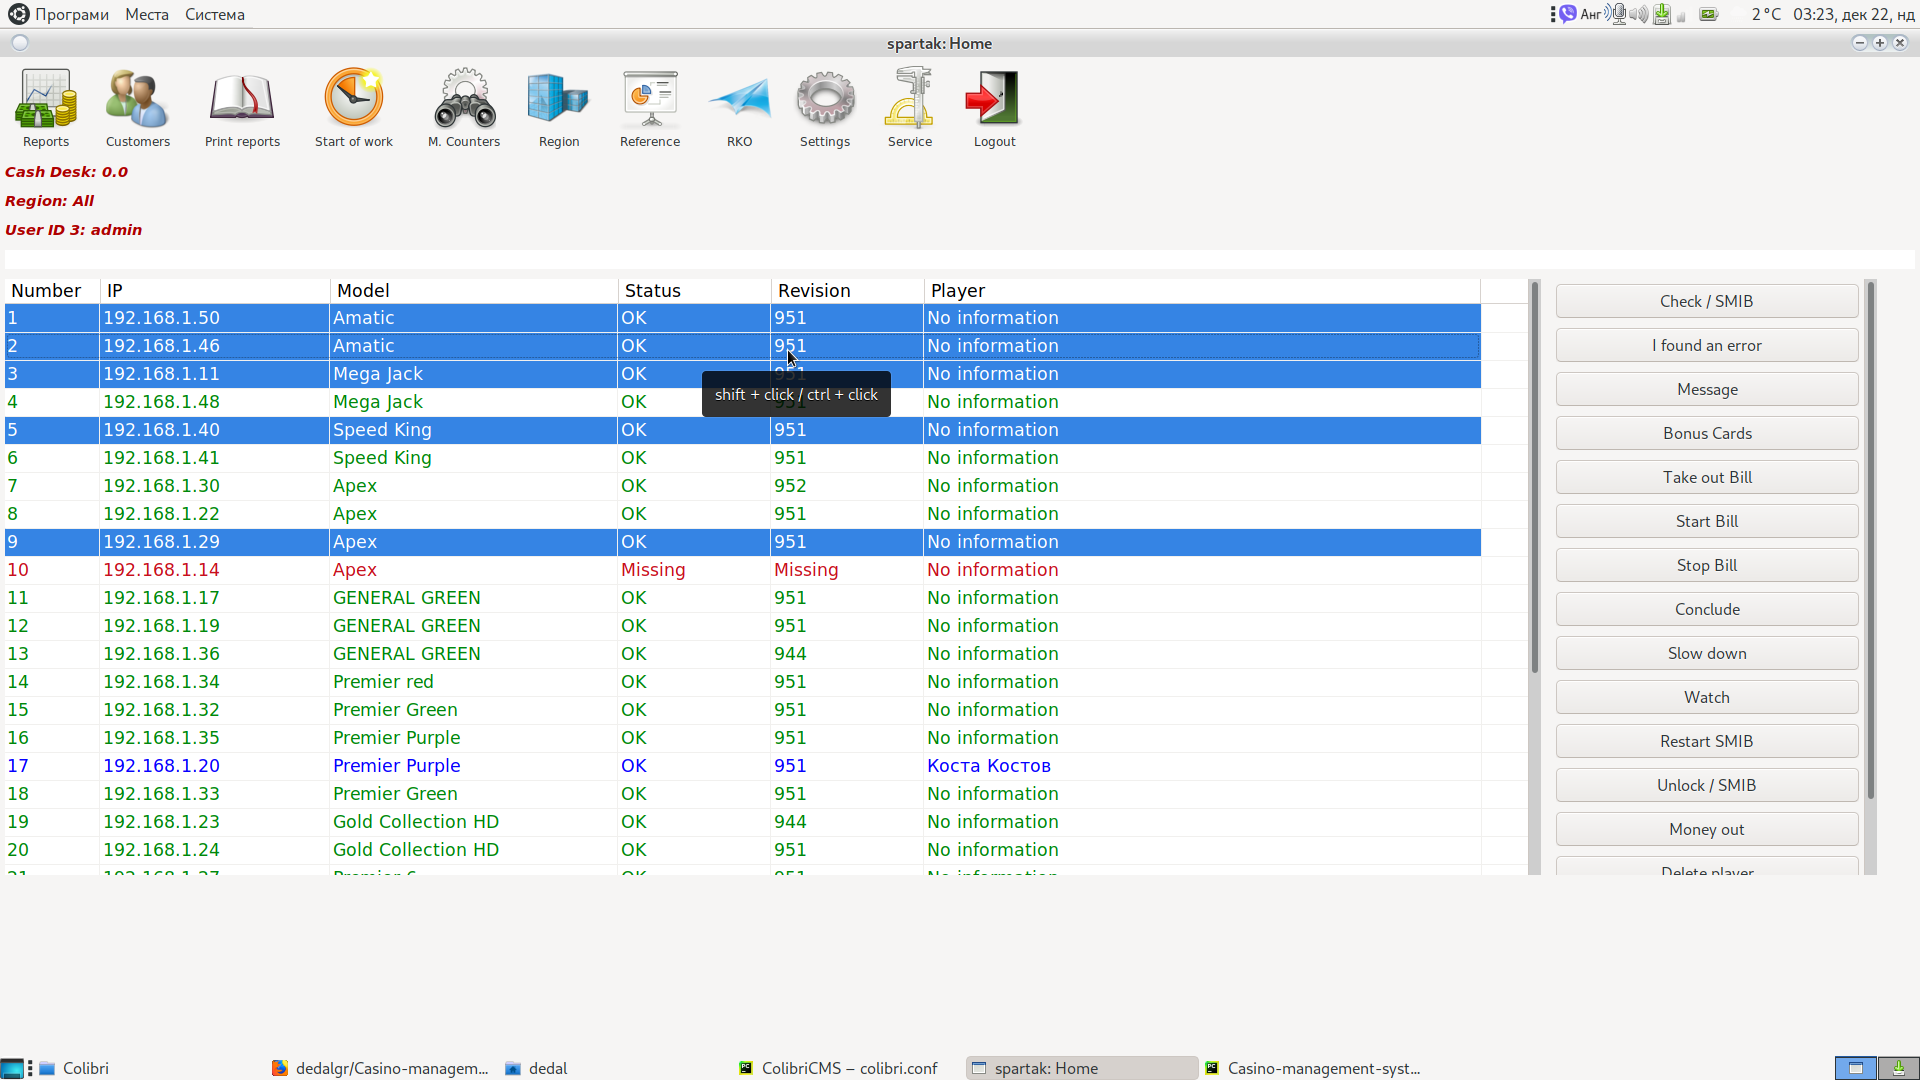 Програми Места Система
Анг 2 °C 03:23, дек 22, нд
spartak: Home
Reports Customers Print reports Start of work M. Counters Region Reference RKO Settings Service Logout
Cash Desk: 0.0
Region: All
User ID 3: admin
Number IP Model Status Revision Player
1 192.168.1.50 Amatic OK 951 No information
2 192.168.1.46 Amatic OK 951 No information
3 192.168.1.11 Mega Jack OK 951 No information
shift + click / ctrl + click
4 192.168.1.48 Mega Jack OK 951 No information
5 192.168.1.40 Speed King OK 951 No information
6 192.168.1.41 Speed King OK 951 No information
7 192.168.1.30 Apex OK 952 No information
8 192.168.1.22 Apex OK 951 No information
9 192.168.1.29 Apex OK 951 No information
10 192.168.1.14 Apex Missing Missing No information
11 192.168.1.17 GENERAL GREEN OK 951 No information
12 192.168.1.19 GENERAL GREEN OK 951 No information
13 192.168.1.36 GENERAL GREEN OK 944 No information
14 192.168.1.34 Premier red OK 951 No information
15 192.168.1.32 Premier Green OK 951 No information
16 192.168.1.35 Premier Purple OK 951 No information
17 192.168.1.20 Premier Purple OK 951 Коста Костов
18 192.168.1.33 Premier Green OK 951 No information
19 192.168.1.23 Gold Collection HD OK 944 No information
20 192.168.1.24 Gold Collection HD OK 951 No information
Check / SMIB
I found an error
Message
Bonus Cards
Take out Bill
Start Bill
Stop Bill
Conclude
Slow down
Watch
Restart SMIB
Unlock / SMIB
Money out
Delete player
Colibri dedalgr/Casino-managem... dedal ColibriCMS – colibri.conf spartak: Home Casino-management-syst...